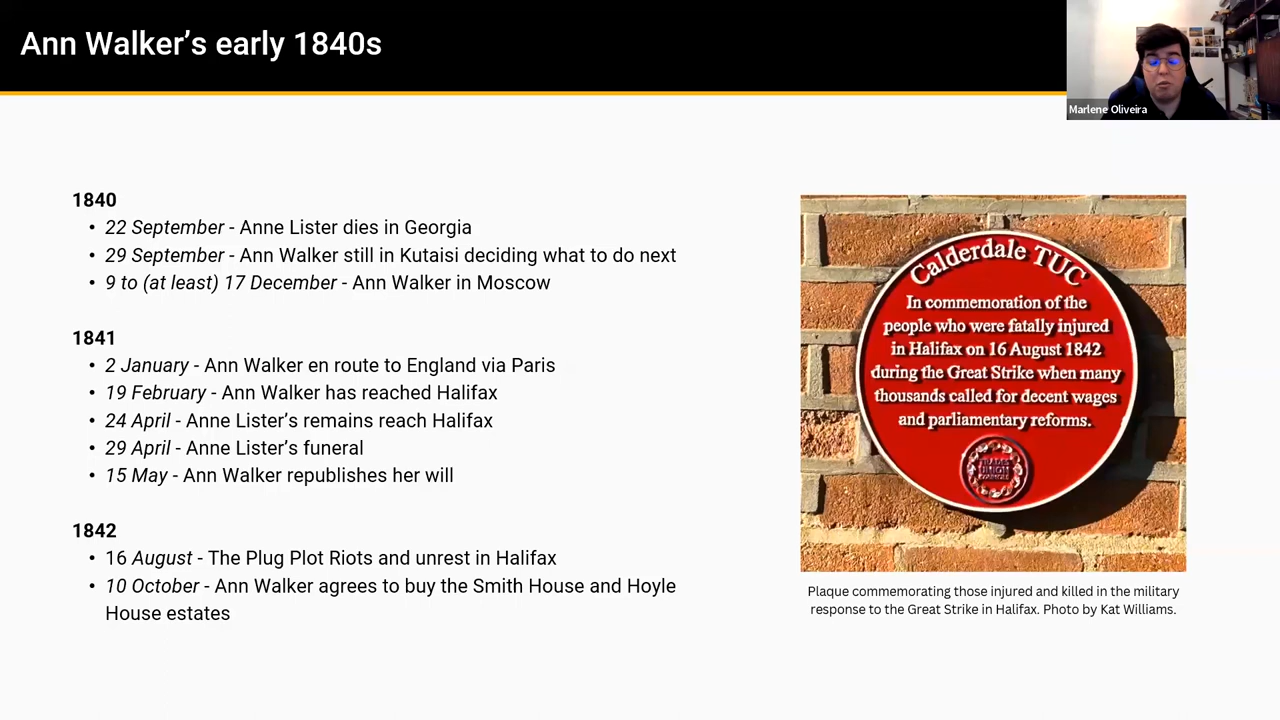 Ann Walker’s early 1840s
Marlene Oliveira
1840
• 22 September - Anne Lister dies in Georgia
• 29 September - Ann Walker still in Kutaisi deciding what to do next
• 9 to (at least) 17 December - Ann Walker in Moscow
1841
• 2 January - Ann Walker en route to England via Paris
• 19 February - Ann Walker has reached Halifax
• 24 April - Anne Lister’s remains reach Halifax
• 29 April - Anne Lister’s funeral
• 15 May - Ann Walker republishes her will
1842
• 16 August - The Plug Plot Riots and unrest in Halifax
• 10 October - Ann Walker agrees to buy the Smith House and Hoyle
House estates
Calderdale TUC
In commemoration of the
people who were fatally injured
in Halifax on 16 August 1842
during the Great Strike when many
thousands called for decent wages
and parliamentary reforms.
TRADES
UNION
COUNCILS
Plaque commemorating those injured and killed in the military
response to the Great Strike in Halifax. Photo by Kat Williams.